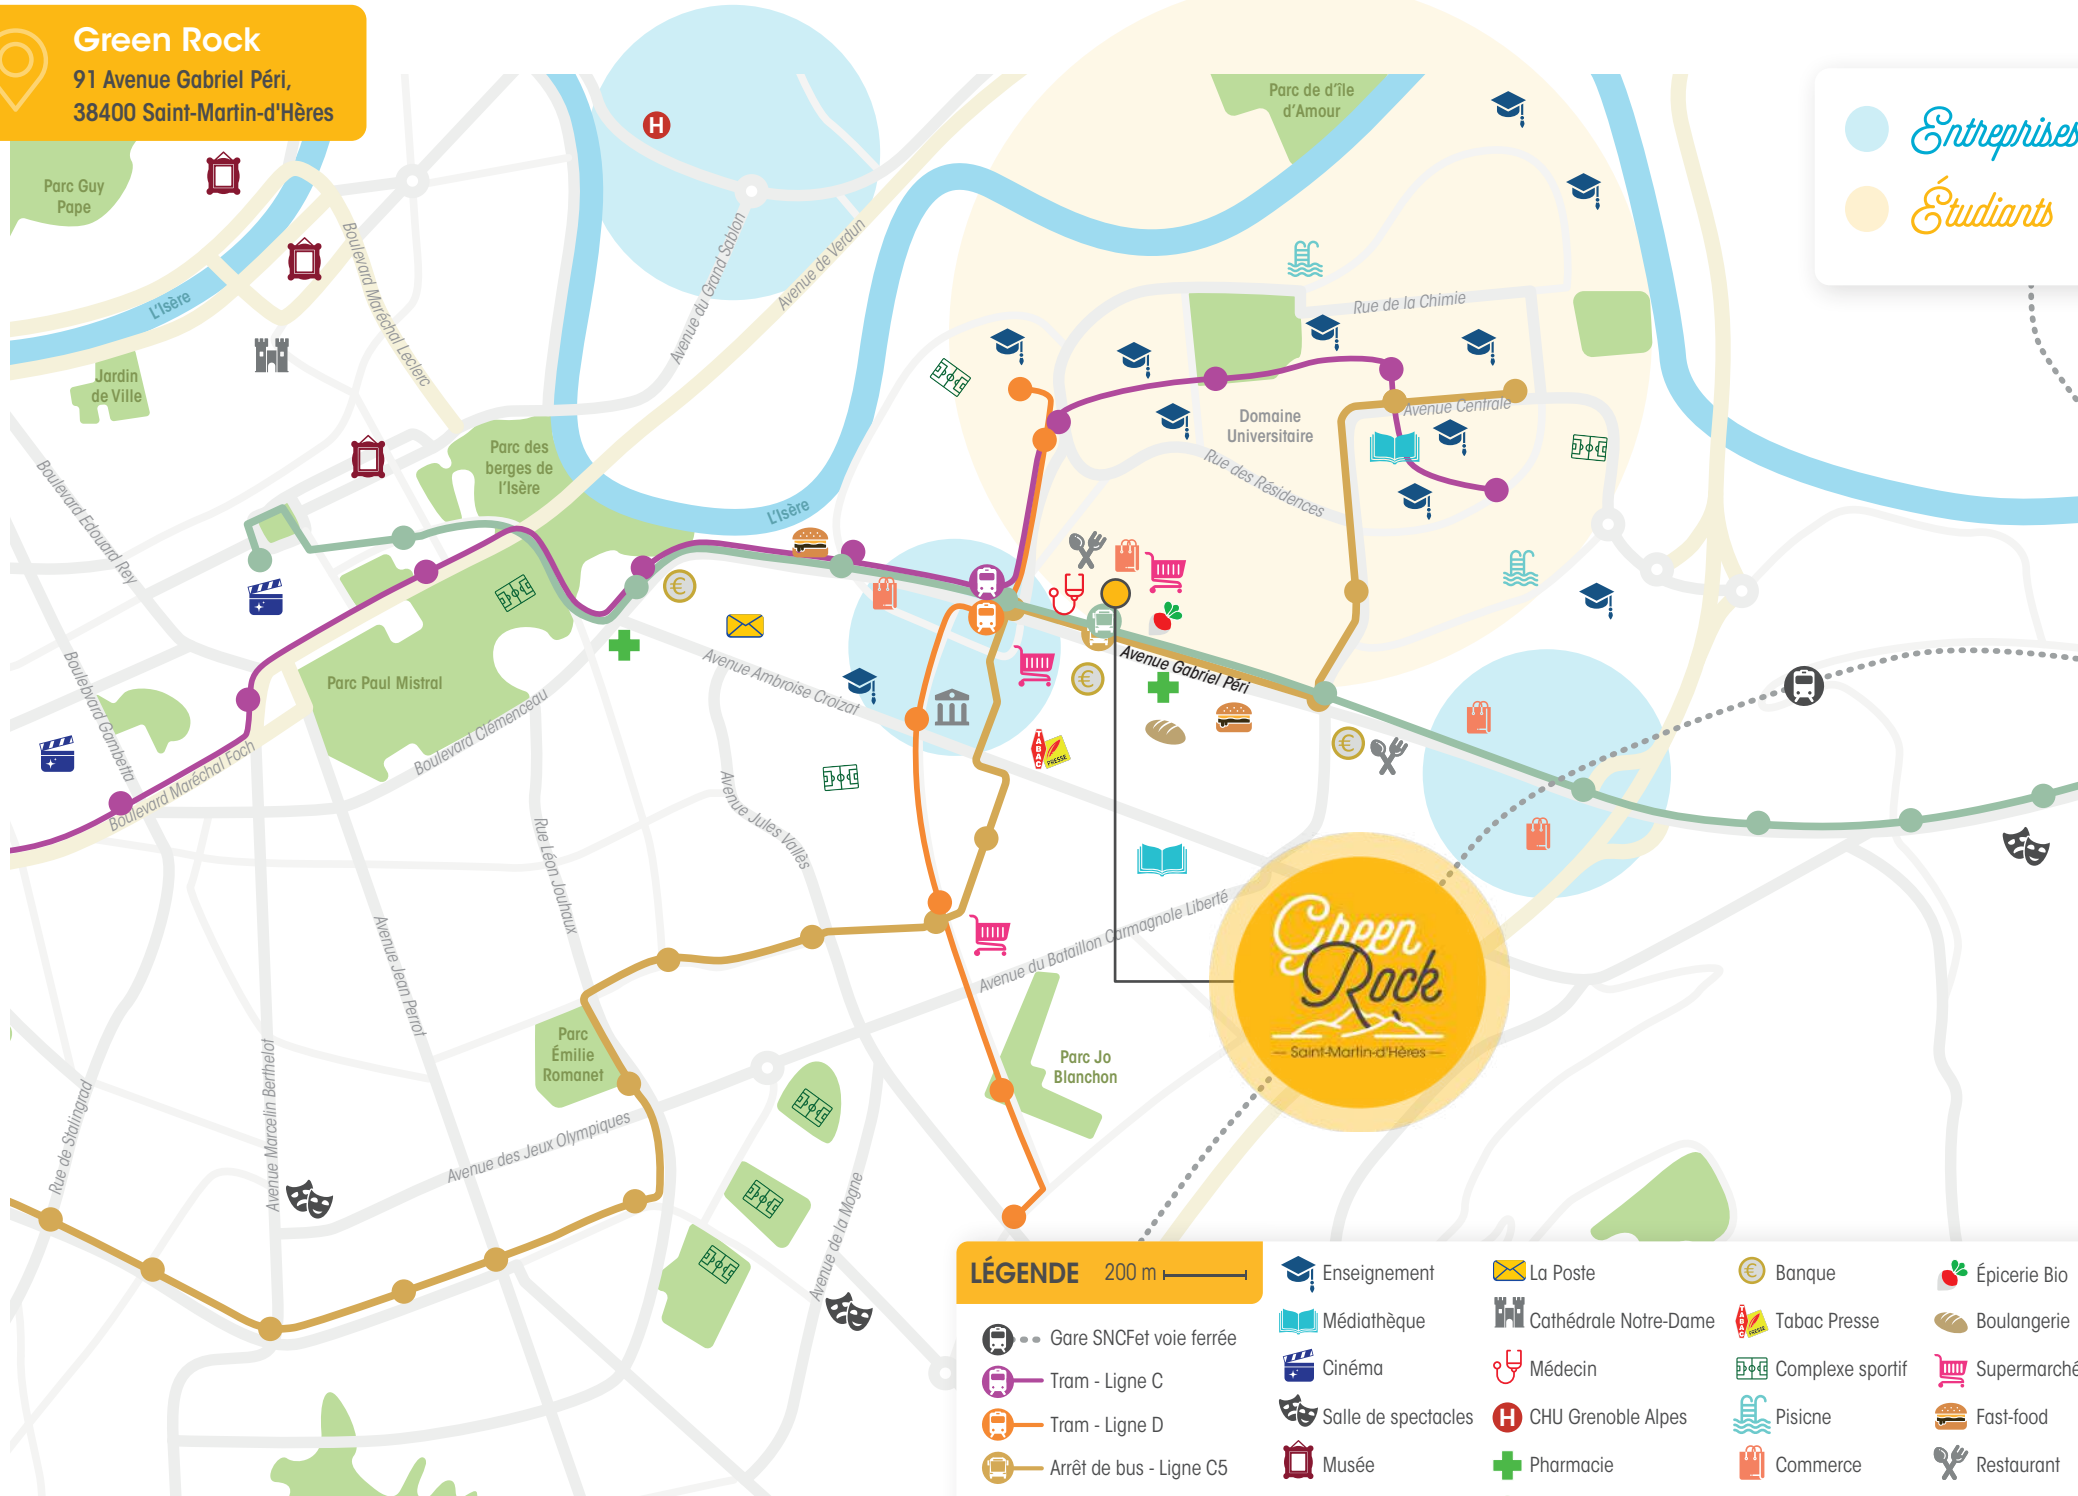 Green Rock
91 Avenue Gabriel Péri,
38400 Saint-Martin-d'Hères
Entreprises
Étudiants
Parc de d'île
d'Amour
H
Parc Guy
Pape
L'Isère
Boulevard Maréchal Leclerc
Avenue du Grand Sablon
Avenue de Verdun
Rue de la Chimie
Jardin
de Ville
Domaine
Universitaire
Avenue Centrale
Parc des
berges de
l'Isère
Rue des Résidences
Boulevard Edouard Rey
L'Isère
€
Avenue Gabriel Péri
Avenue Ambroise Croizat
€
Parc Paul Mistral
Boulebvard Gambetta
Boulevard Clémenceau
Boulevard Maréchal Foch
TABAC
PRESSE
€
Avenue Jules Vallès
Rue Léon Jouhaux
Avenue Jean Perrot
Avenue du Bataillon Carmagnole Liberté
Green
Rock
— Saint-Martin-d'Hères —
Parc
Émilie
Romanet
Parc Jo
Blanchon
Avenue Marcelin Berthelot
Rue de Stalingrad
Avenue des Jeux Olympiques
Avenue de la Mogne
LÉGENDE 200 m
Gare SNCFet voie ferrée
Tram - Ligne C
Tram - Ligne D
Arrêt de bus - Ligne C5
Enseignement
Médiathèque
Cinéma
Salle de spectacles
Musée
La Poste
Cathédrale Notre-Dame
Médecin
H CHU Grenoble Alpes
Pharmacie
€ Banque
TABAC PRESSE Tabac Presse
Complexe sportif
Pisicne
Commerce
Épicerie Bio
Boulangerie
Supermarché
Fast-food
Restaurant